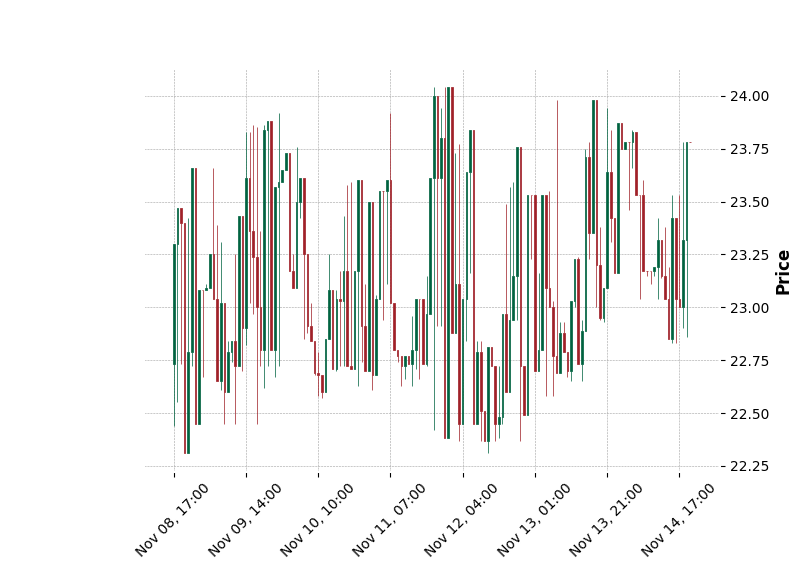 24.00
23.75
23.50
23.25
23.00
22.75
22.50
22.25
Price
Nov 08, 17:00
Nov 09, 14:00
Nov 10, 10:00
Nov 11, 07:00
Nov 12, 04:00
Nov 13, 01:00
Nov 13, 21:00
Nov 14, 17:00